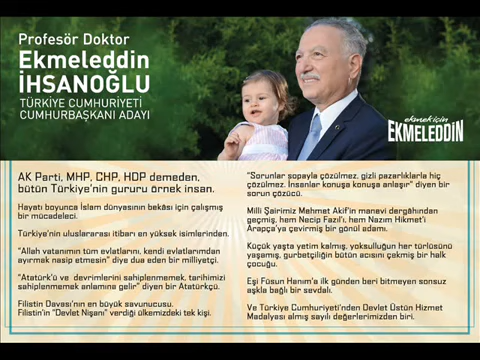 Profesör Doktor
Ekmeleddin
İHSANOĞLU
TÜRKİYE CUMHURİYETİ
CUMHURBAŞKANI ADAYI
ekmek için
EKMELEDDİN
AK Parti, MHP, CHP, HDP demeden,
bütün Türkiye'nin gururu örnek insan.
Hayatı boyunca İslam dünyasının bekâsı için çalışmış
bir mücadeleci.
Türkiye'nin uluslararası itibarı en yüksek isimlerinden.
"Allah vatanımın tüm evlatlarını, kendi evlatlarımdan
ayırmak nasip etmesin" diye dua eden bir milliyetçi.
"Atatürk'ü ve devrimlerini sahiplenmemek, tarihimizi
sahiplenmemek anlamına gelir" diyen bir Atatürkçü.
Filistin Davası'nın en büyük savunucusu.
Filistin'in "Devlet Nişanı" verdiği ülkemizdeki tek kişi.
"Sorunlar sopayla çözülmez, gizli pazarlıklarla hiç
çözülmez. İnsanlar konuşa konuşa anlaşır" diyen bir
sorun çözücü.
Milli Şairimiz Mehmet Akif'in manevi dergâhından
geçmiş, hem Necip Fazıl'ı, hem Nazım Hikmet'i
Arapça'ya çevirmiş bir gönül adamı.
Küçük yaşta yetim kalmış, yoksulluğun her türlüsünü
yaşamış, gurbetçiliğin bütün acısını çekmiş bir halk
çocuğu.
Eşi Füsun Hanım'a ilk günden beri bitmeyen sonsuz
aşkla bağlı bir sevdalı.
Ve Türkiye Cumhuriyeti'nden Devlet Üstün Hizmet
Madalyası almış sayılı değerlerimizden biri.